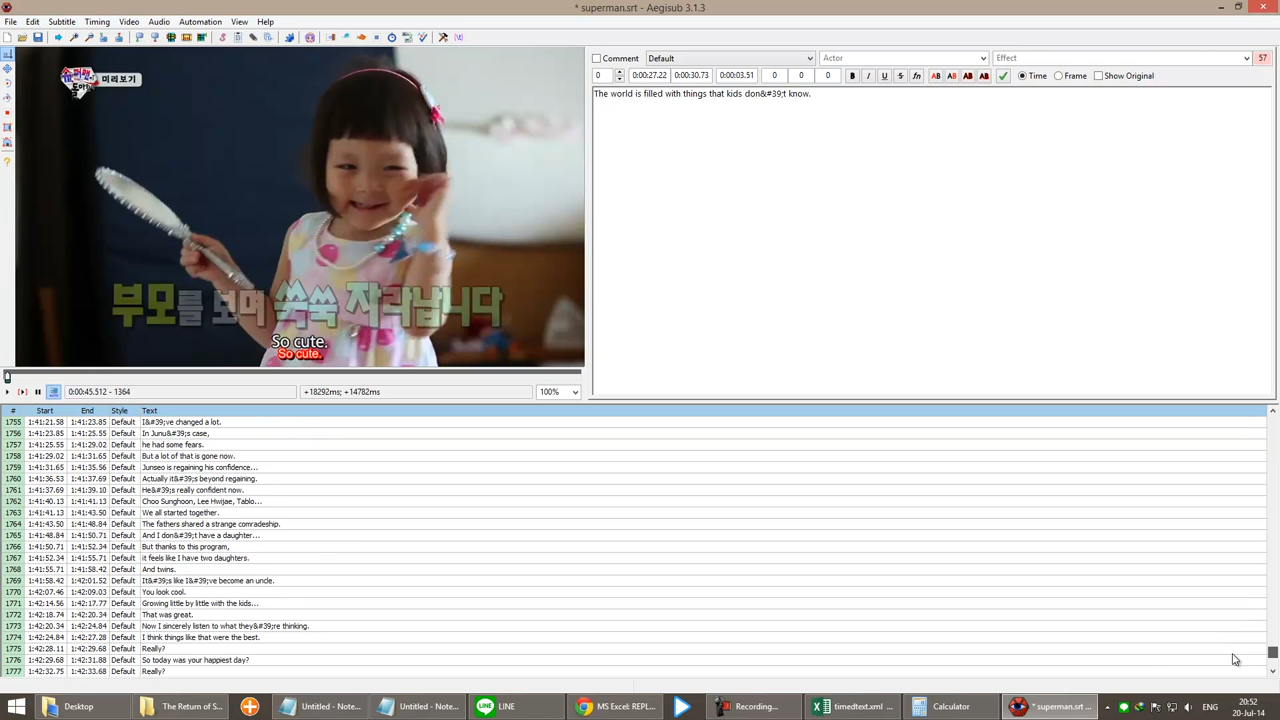 * superman.srt - Aegisub 3.1.3
File Edit Subtitle Timing Video Audio Automation View Help
슈퍼맨 돌아 미리보기
부모를 보며 쑥쑥 자라납니다
So cute.
So cute.
0:00:45.512 - 1364 +18292ms; +14782ms 100%
Comment Default Actor Effect 57
0 0:00:27.22 0:00:30.73 0:00:03.51 0 0 B I U S fn AB AB AB AB Time Frame Show Original
The world is filled with things that kids don&#39;t know.
# Start End Style Text
1755 1:41:21.58 1:41:23.85 Default I&#39;ve changed a lot.
1756 1:41:23.85 1:41:25.55 Default In Junu&#39;s case,
1757 1:41:25.55 1:41:29.02 Default he had some fears.
1758 1:41:29.02 1:41:31.65 Default But a lot of that is gone now.
1759 1:41:31.65 1:41:35.56 Default Junseo is regaining his confidence...
1760 1:41:36.53 1:41:37.69 Default Actually it&#39;s beyond regaining.
1761 1:41:37.69 1:41:39.10 Default He&#39;s really confident now.
1762 1:41:40.13 1:41:41.13 Default Choo Sunghoon, Lee Hwijae, Tablo...
1763 1:41:41.13 1:41:43.50 Default We all started together.
1764 1:41:43.50 1:41:48.84 Default The fathers shared a strange comradeship.
1765 1:41:48.84 1:41:50.71 Default And I don&#39;t have a daughter...
1766 1:41:50.71 1:41:52.34 Default But thanks to this program,
1767 1:41:52.34 1:41:55.71 Default it feels like I have two daughters.
1768 1:41:55.71 1:41:58.42 Default And twins.
1769 1:41:58.42 1:42:01.52 Default It&#39;s like I&#39;ve become an uncle.
1770 1:42:07.46 1:42:09.03 Default You look cool.
1771 1:42:14.56 1:42:17.77 Default Growing little by little with the kids...
1772 1:42:18.74 1:42:20.34 Default That was great.
1773 1:42:20.34 1:42:24.84 Default Now I sincerely listen to what they&#39;re thinking.
1774 1:42:24.84 1:42:27.28 Default I think things like that were the best.
1775 1:42:28.11 1:42:29.68 Default Really?
1776 1:42:29.68 1:42:31.88 Default So today was your happiest day?
1777 1:42:32.75 1:42:33.68 Default Really?
Desktop The Return of S... Untitled - Note... Untitled - Note... LINE MS Excel REPL... Recording... timedtext.xml ... Calculator * superman.srt ... ENG 20:52
20-Jul-14